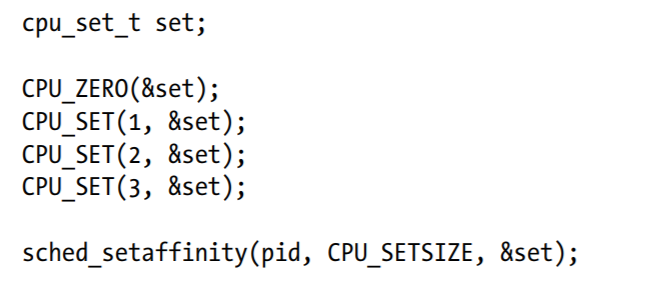 cpu_set_t set;
CPU_ZERO(&set);
CPU_SET(1, &set);
CPU_SET(2, &set);
CPU_SET(3, &set);
sched_setaffinity(pid, CPU_SETSIZE, &set);